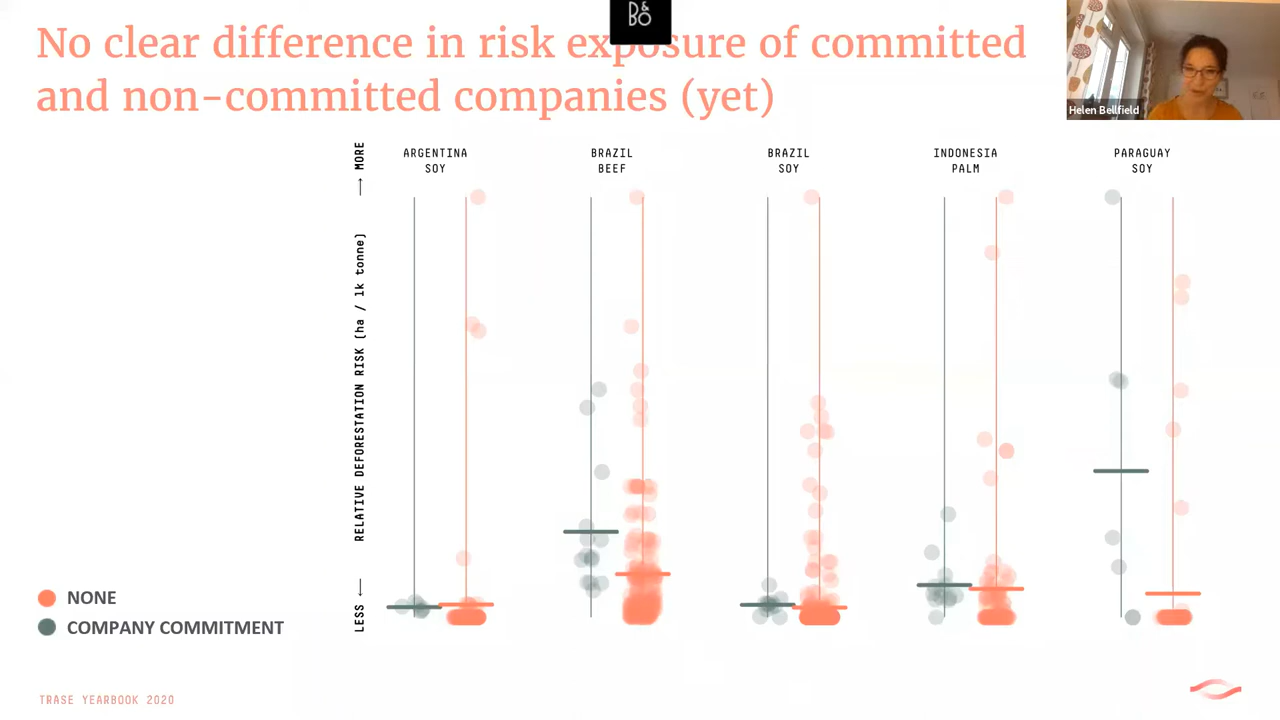 B&O
No clear difference in risk exposure of committed
and non-committed companies (yet)
Helen Bellfield
ARGENTINA
SOY
BRAZIL
BEEF
BRAZIL
SOY
INDONESIA
PALM
PARAGUAY
SOY
LESS ← RELATIVE DEFORESTATION RISK (ha / 1k tonne) → MORE
NONE
COMPANY COMMITMENT
TRASE YEARBOOK 2020